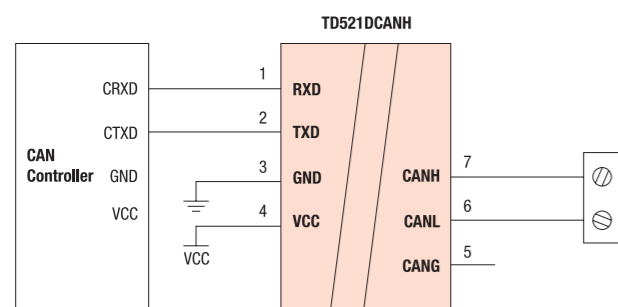 TD521DCANH
CRXD
CTXD
CAN
Controller
GND
VCC
1
2
3
4
VCC
RXD
TXD
GND
VCC
CANH
CANL
CANG
7
6
5